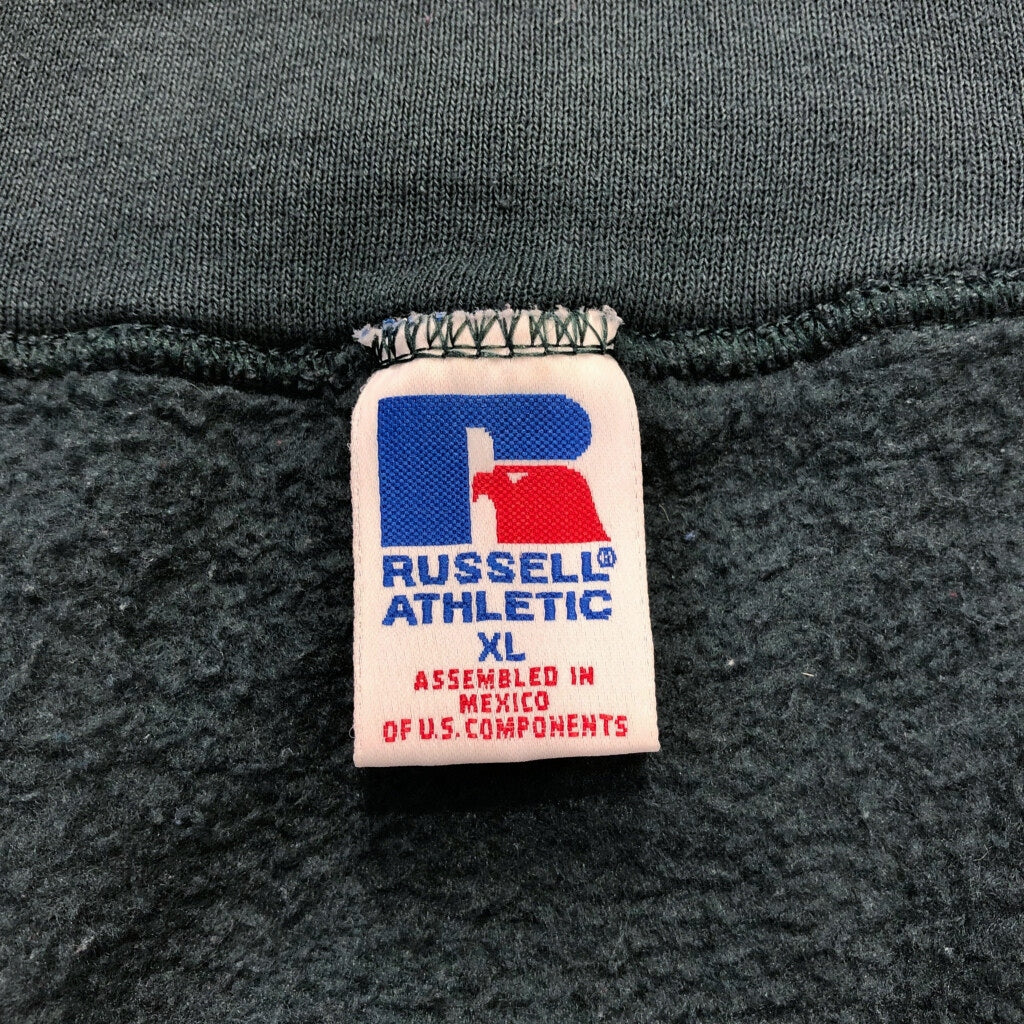 R
RUSSELL®
ATHLETIC
XL
ASSEMBLED IN
MEXICO
OF U.S. COMPONENTS